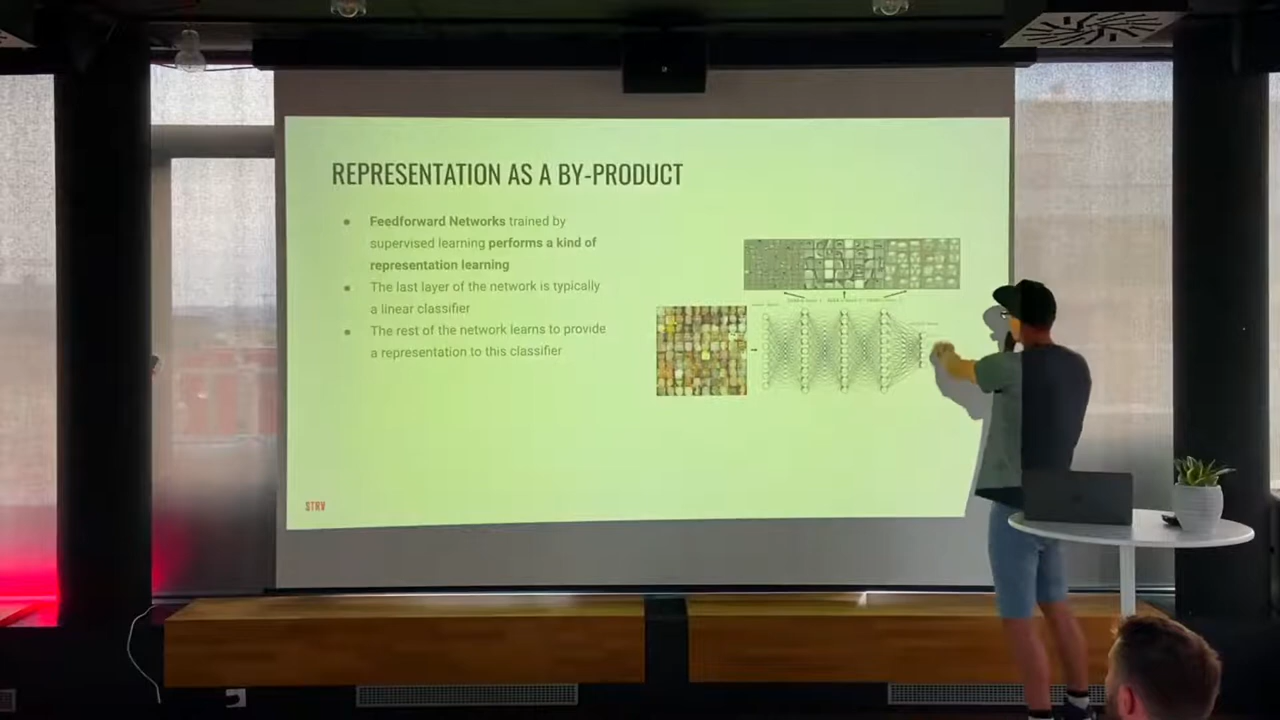 REPRESENTATION AS A BY-PRODUCT
Feedforward Networks trained by
supervised learning performs a kind of
representation learning
The last layer of the network is typically
a linear classifier
The rest of the network learns to provide
a representation to this classifier
STRV